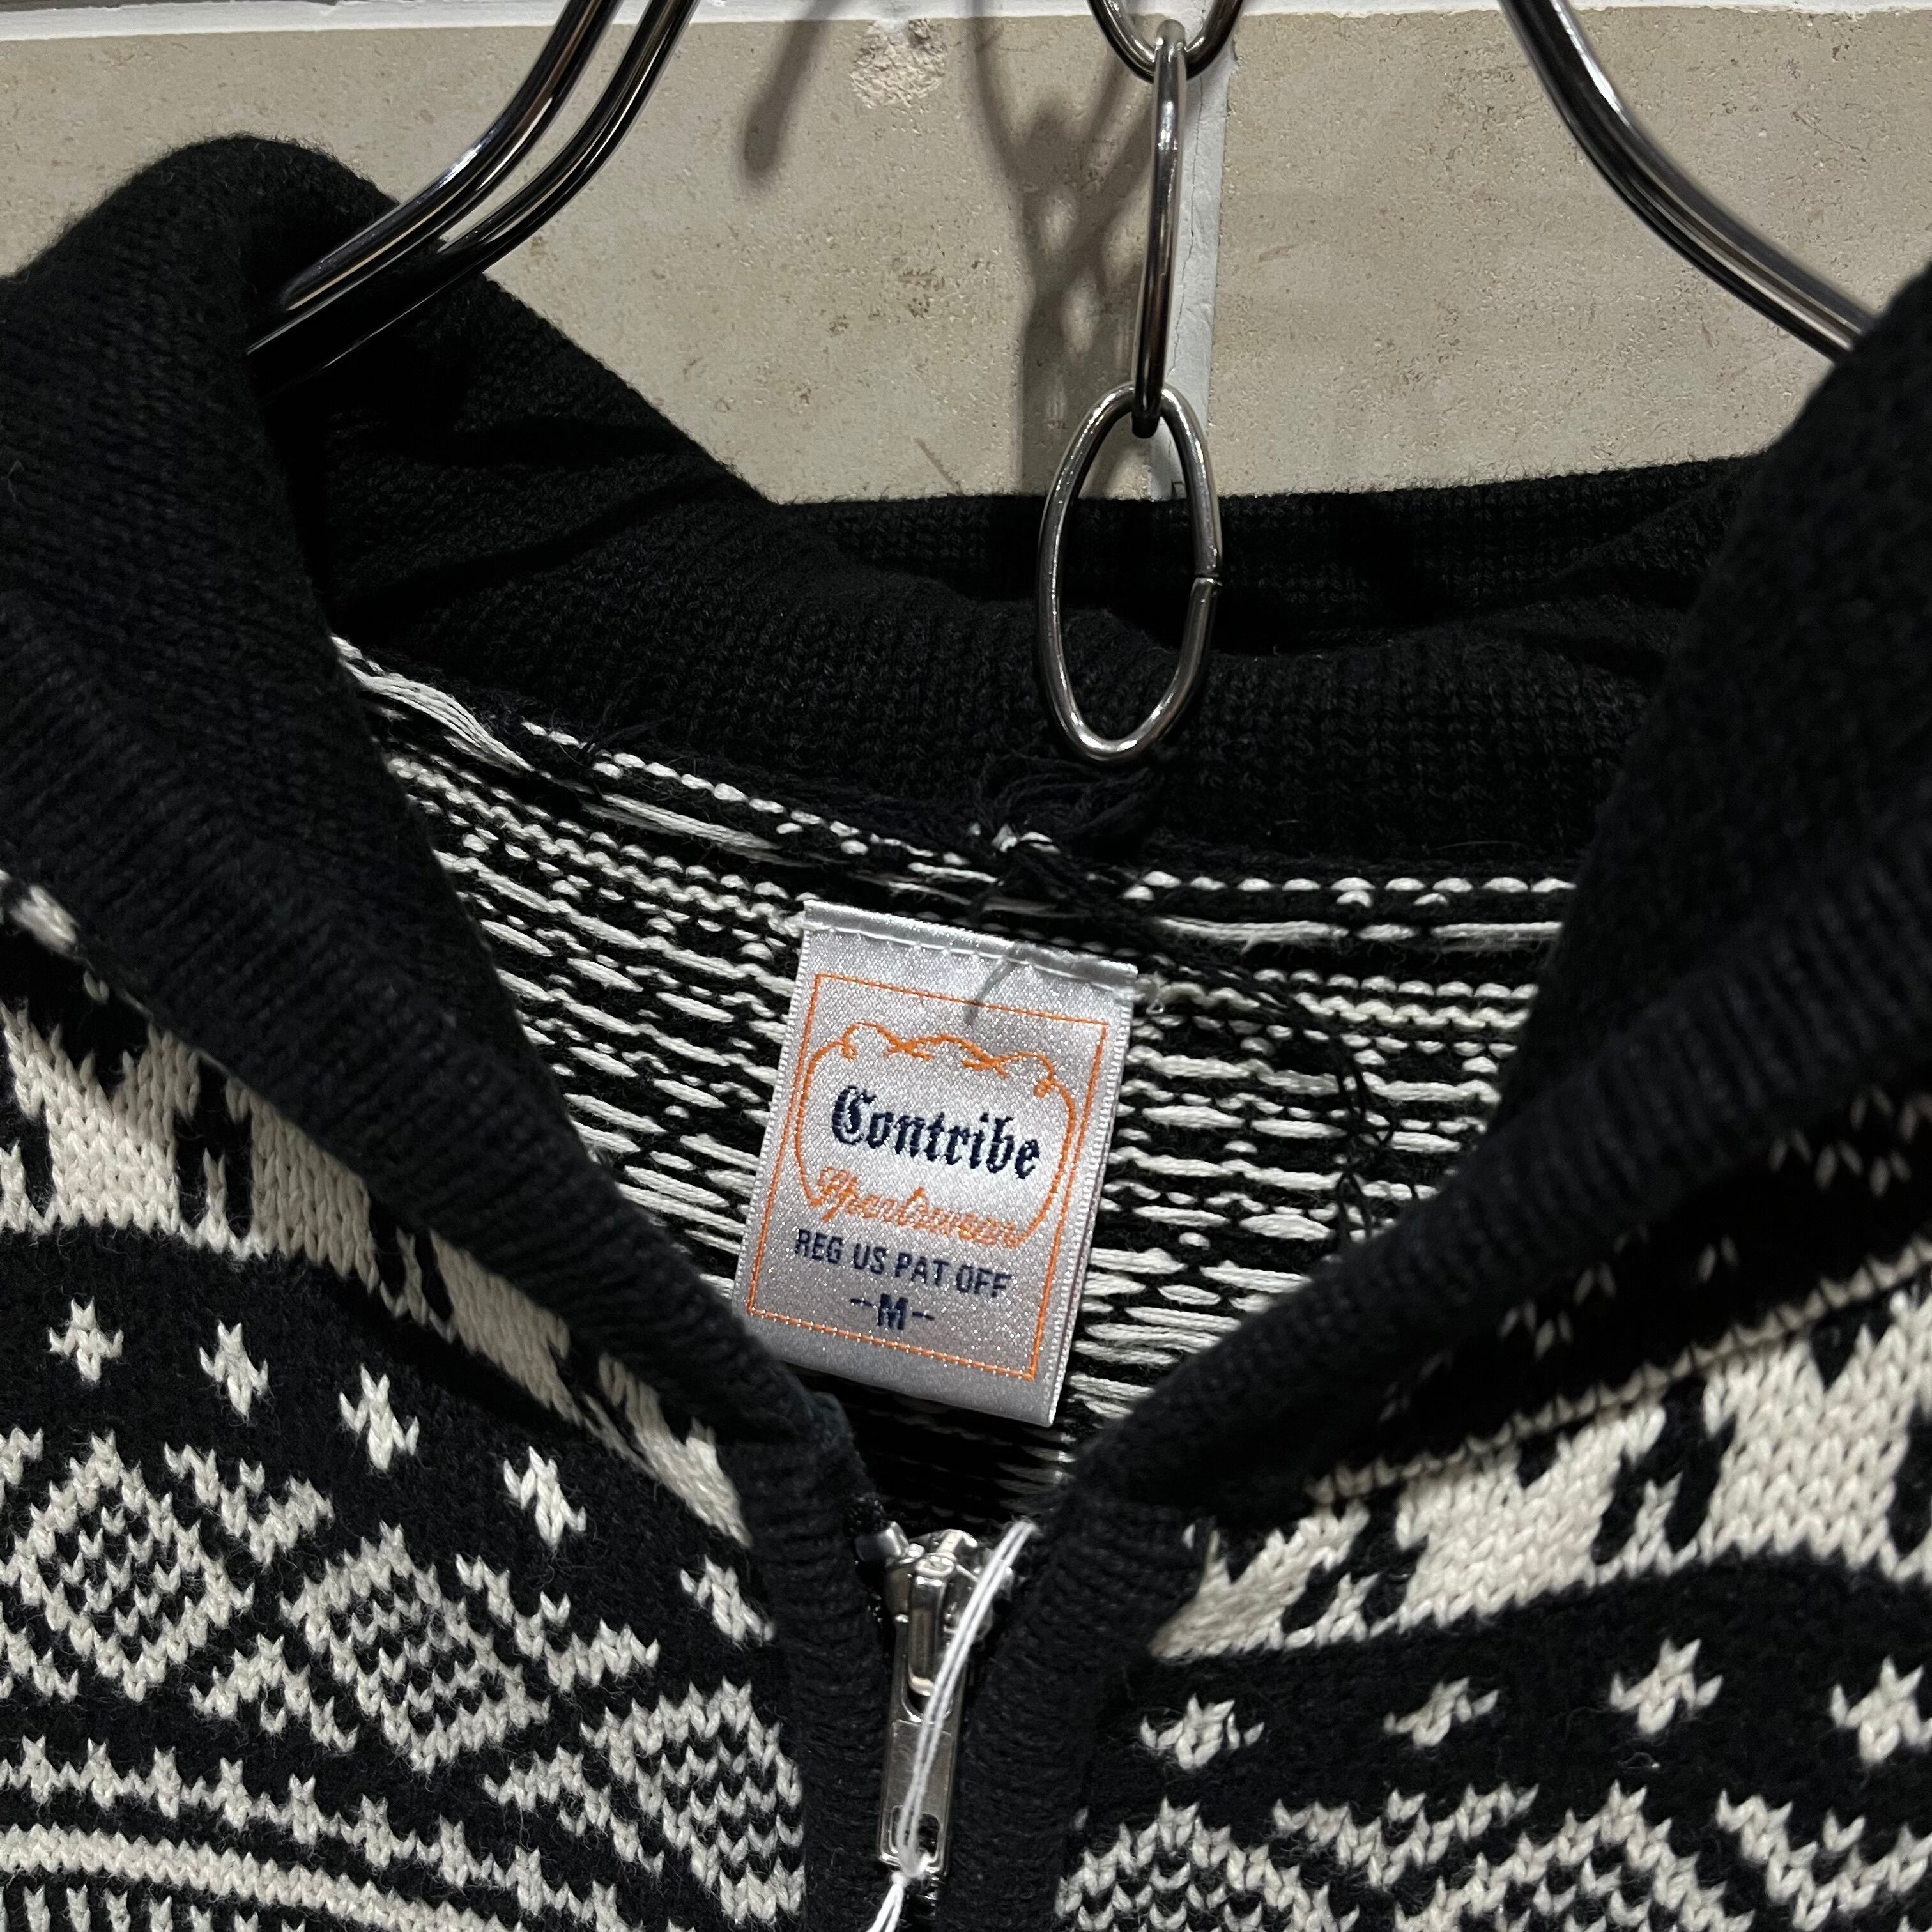 Contribe
Sportswear
REG US PAT OFF
--M--